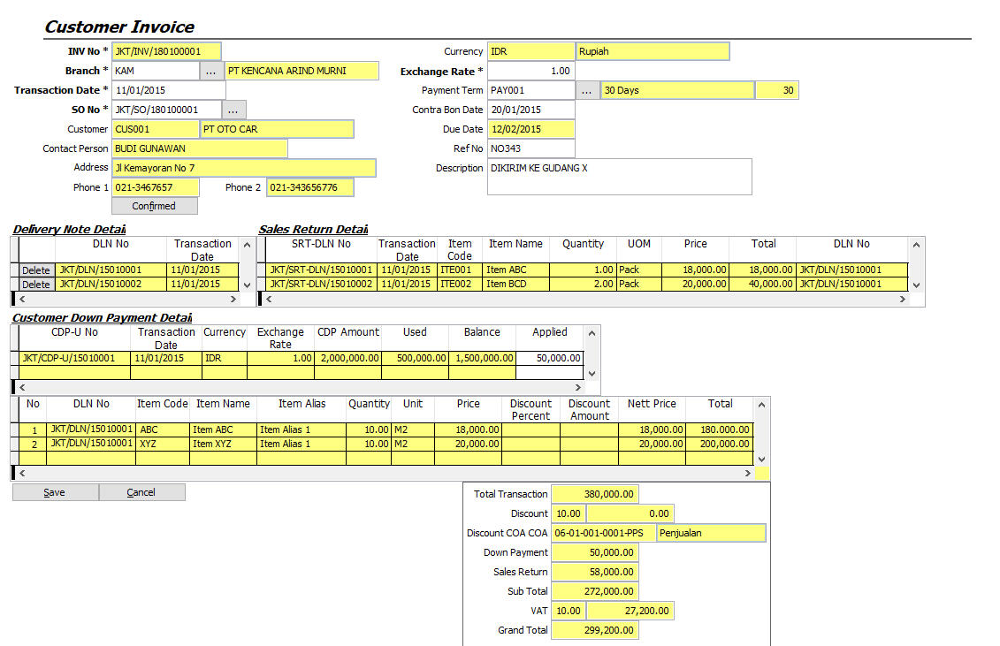 Customer Invoice
INV No * JKT/INV/180100001 Currency IDR Rupiah
Branch * KAM ... PT KENCANA ARIND MURNI Exchange Rate * 1.00
Transaction Date * 11/01/2015 Payment Term PAY001 ... 30 Days 30
SO No * JKT/SO/180100001 ... Contra Bon Date 20/01/2015
Customer CUS001 PT OTO CAR Due Date 12/02/2015
Contact Person BUDI GUNAWAN Ref No NO343
Address Jl Kemayoran No 7 Description DIKIRIM KE GUDANG X
Phone 1 021-3467657 Phone 2 021-343656776
Confirmed
Delivery Note Detail Sales Return Detail
DLN No Transaction Date SRT-DLN No Transaction Date Item Code Item Name Quantity UOM Price Total DLN No
Delete JKT/DLN/15010001 11/01/2015 JKT/SRT-DLN/15010001 11/01/2015 ITE001 Item ABC 1.00 Pack 18,000.00 18,000.00 JKT/DLN/15010001
Delete JKT/DLN/15010002 11/01/2015 JKT/SRT-DLN/15010002 11/01/2015 ITE002 Item BCD 2.00 Pack 20,000.00 40,000.00 JKT/DLN/15010001
Customer Down Payment Detail
CDP-U No Transaction Date Currency Exchange Rate CDP Amount Used Balance Applied
JKT/CDP-U/15010001 11/01/2015 IDR 1.00 2,000,000.00 500,000.00 1,500,000.00 50,000.00
No DLN No Item Code Item Name Item Alias Quantity Unit Price Discount Percent Discount Amount Nett Price Total
1 JKT/DLN/15010001 ABC Item ABC Item Alias 1 10.00 M2 18,000.00 18,000.00 180.000.00
2 JKT/DLN/15010001 XYZ Item XYZ Item Alias 1 10.00 M2 20,000.00 20,000.00 200,000.00
Save Cancel
Total Transaction 380,000.00
Discount 10.00 0.00
Discount COA COA 06-01-001-0001-PPS Penjualan
Down Payment 50,000.00
Sales Return 58,000.00
Sub Total 272,000.00
VAT 10.00 27,200.00
Grand Total 299,200.00